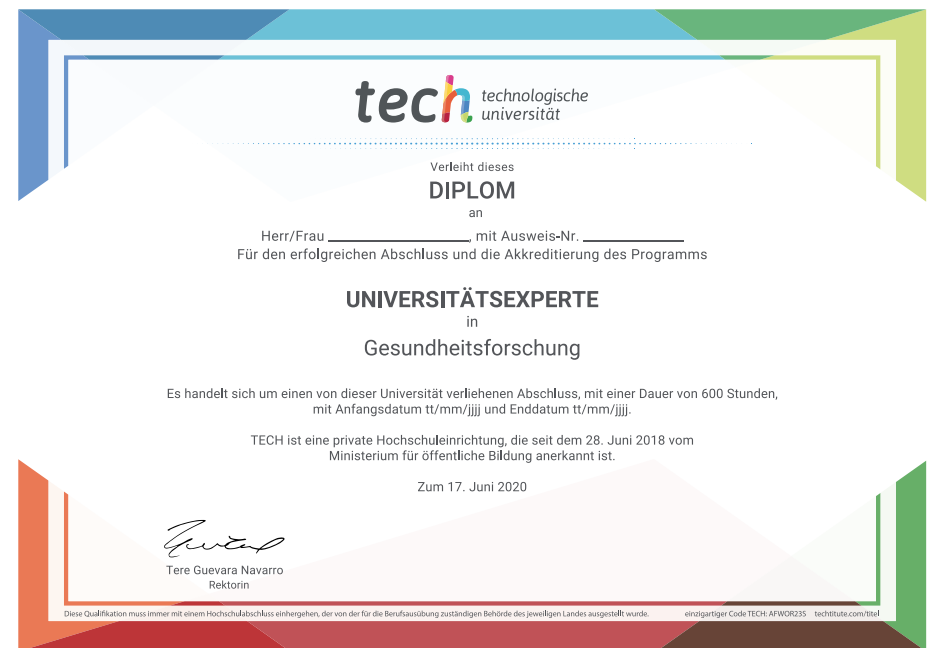 tech technologische
universität
Verleiht dieses
DIPLOM
an
Herr/Frau ____________________, mit Ausweis-Nr. ______________
Für den erfolgreichen Abschluss und die Akkreditierung des Programms
UNIVERSITÄTSEXPERTE
in
Gesundheitsforschung
Es handelt sich um einen von dieser Universität verliehenen Abschluss, mit einer Dauer von 600 Stunden,
mit Anfangsdatum tt/mm/jjjj und Enddatum tt/mm/jjjj.
TECH ist eine private Hochschuleinrichtung, die seit dem 28. Juni 2018 vom
Ministerium für öffentliche Bildung anerkannt ist.
Zum 17. Juni 2020
Tere Guevara Navarro
Rektorin
Diese Qualifikation muss immer mit einem Hochschulabschluss einhergehen, der von der für die Berufsausübung zuständigen Behörde des jeweiligen Landes ausgestellt wurde. einzigartiger Code TECH: AFWOR23S techtitute.com/titel